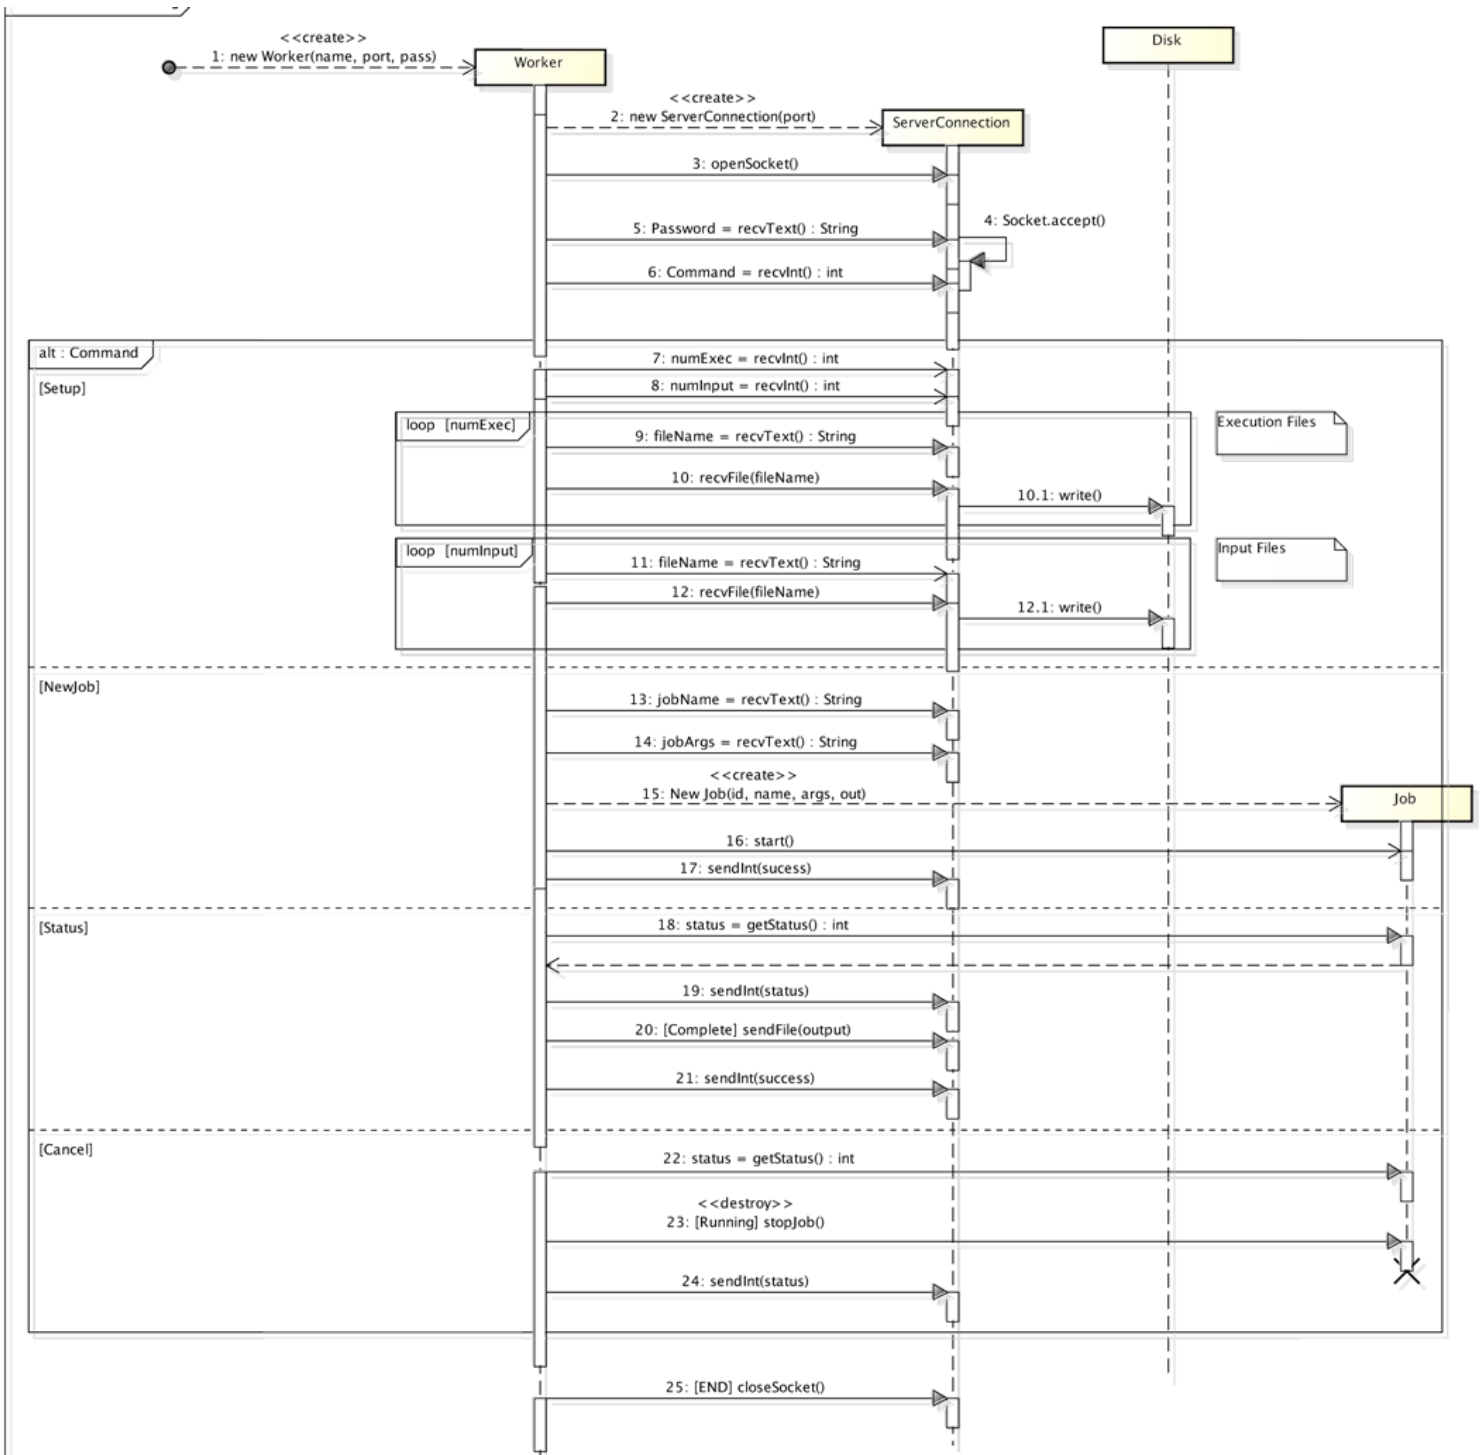 <<create>>
1: new Worker(name, port, pass)
Worker
Disk
<<create>>
2: new ServerConnection(port)
ServerConnection
3: openSocket()
4: Socket.accept()
5: Password = recvText() : String
6: Command = recvInt() : int
alt : Command
[Setup]
7: numExec = recvInt() : int
8: numInput = recvInt() : int
loop [numExec]
Execution Files
9: fileName = recvText() : String
10: recvFile(fileName)
10.1: write()
loop [numInput]
Input Files
11: fileName = recvText() : String
12: recvFile(fileName)
12.1: write()
[NewJob]
13: jobName = recvText() : String
14: jobArgs = recvText() : String
<<create>>
15: New Job(id, name, args, out)
Job
16: start()
17: sendInt(sucess)
[Status]
18: status = getStatus() : int
19: sendInt(status)
20: [Complete] sendFile(output)
21: sendInt(success)
[Cancel]
22: status = getStatus() : int
<<destroy>>
23: [Running] stopJob()
24: sendInt(status)
25: [END] closeSocket()